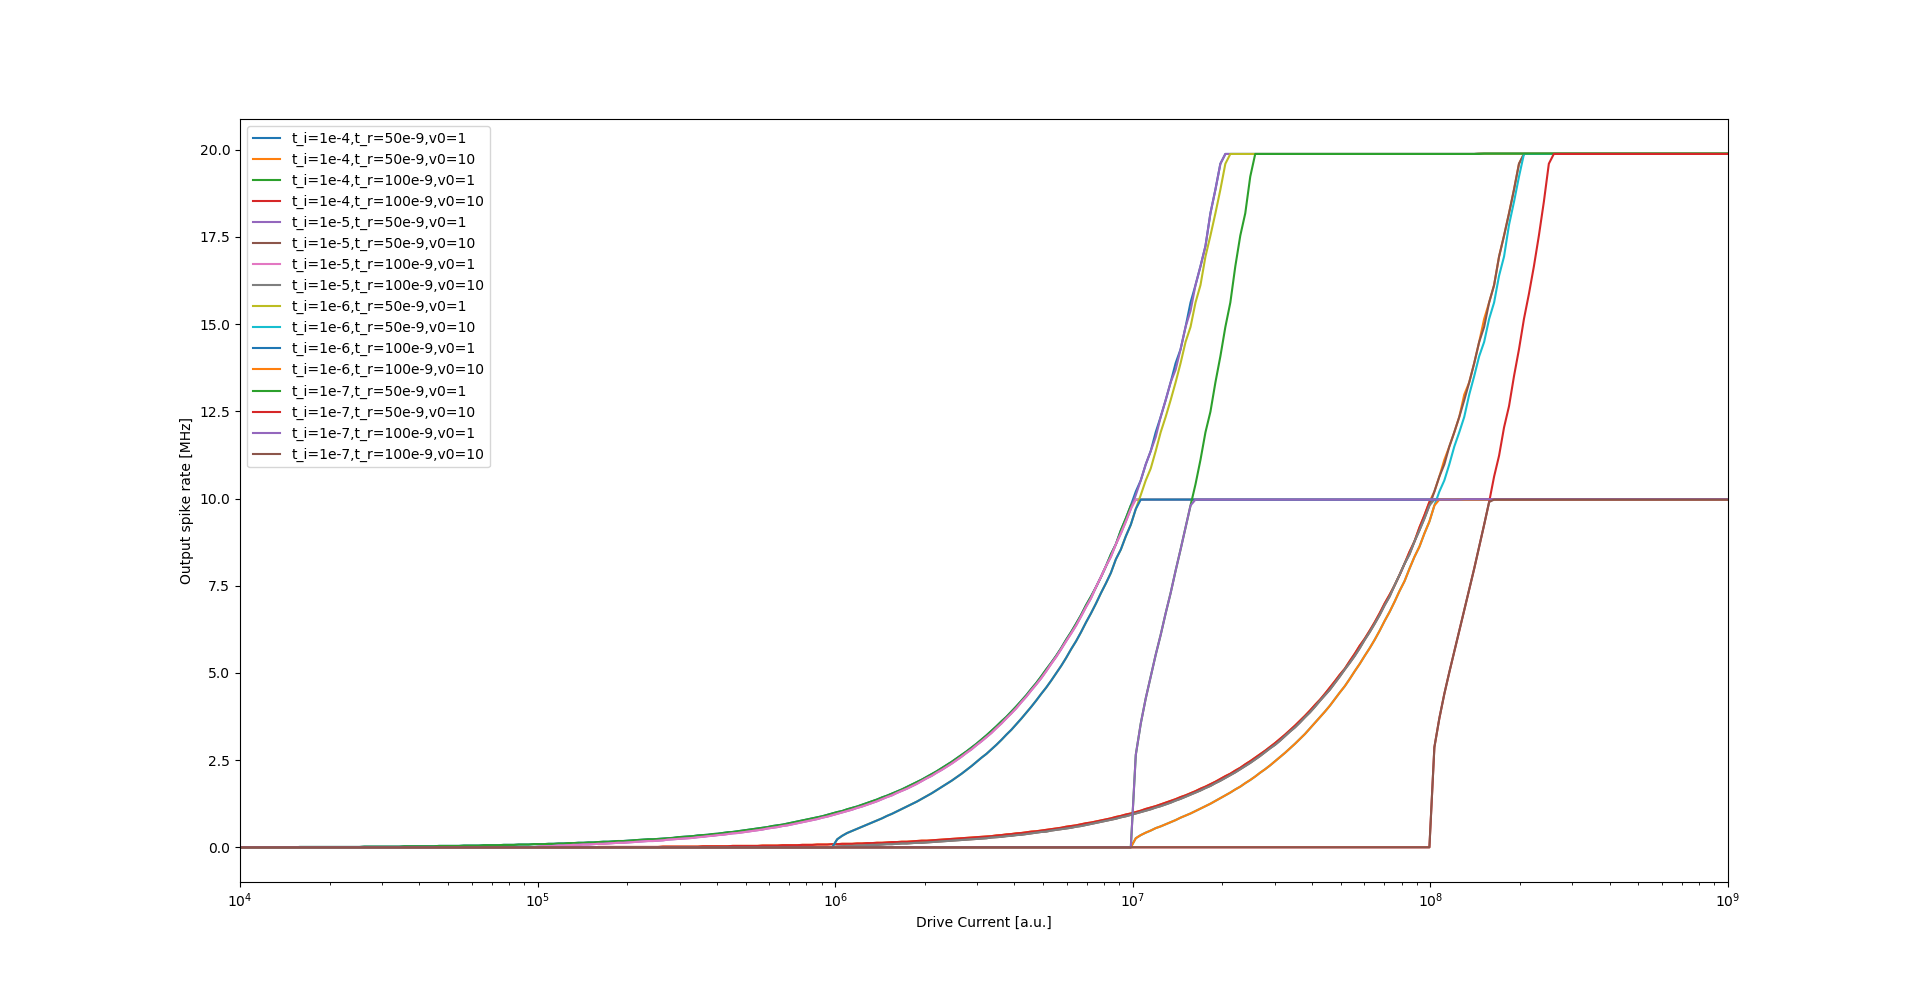 20.0
17.5
15.0
12.5
10.0
7.5
5.0
2.5
0.0
Output spike rate [MHz]
t_i=1e-4,t_r=50e-9,v0=1
t_i=1e-4,t_r=50e-9,v0=10
t_i=1e-4,t_r=100e-9,v0=1
t_i=1e-4,t_r=100e-9,v0=10
t_i=1e-5,t_r=50e-9,v0=1
t_i=1e-5,t_r=50e-9,v0=10
t_i=1e-5,t_r=100e-9,v0=1
t_i=1e-5,t_r=100e-9,v0=10
t_i=1e-6,t_r=50e-9,v0=1
t_i=1e-6,t_r=50e-9,v0=10
t_i=1e-6,t_r=100e-9,v0=1
t_i=1e-6,t_r=100e-9,v0=10
t_i=1e-7,t_r=50e-9,v0=1
t_i=1e-7,t_r=50e-9,v0=10
t_i=1e-7,t_r=100e-9,v0=1
t_i=1e-7,t_r=100e-9,v0=10
10⁴ 10⁵ 10⁶ 10⁷ 10⁸ 10⁹
Drive Current [a.u.]